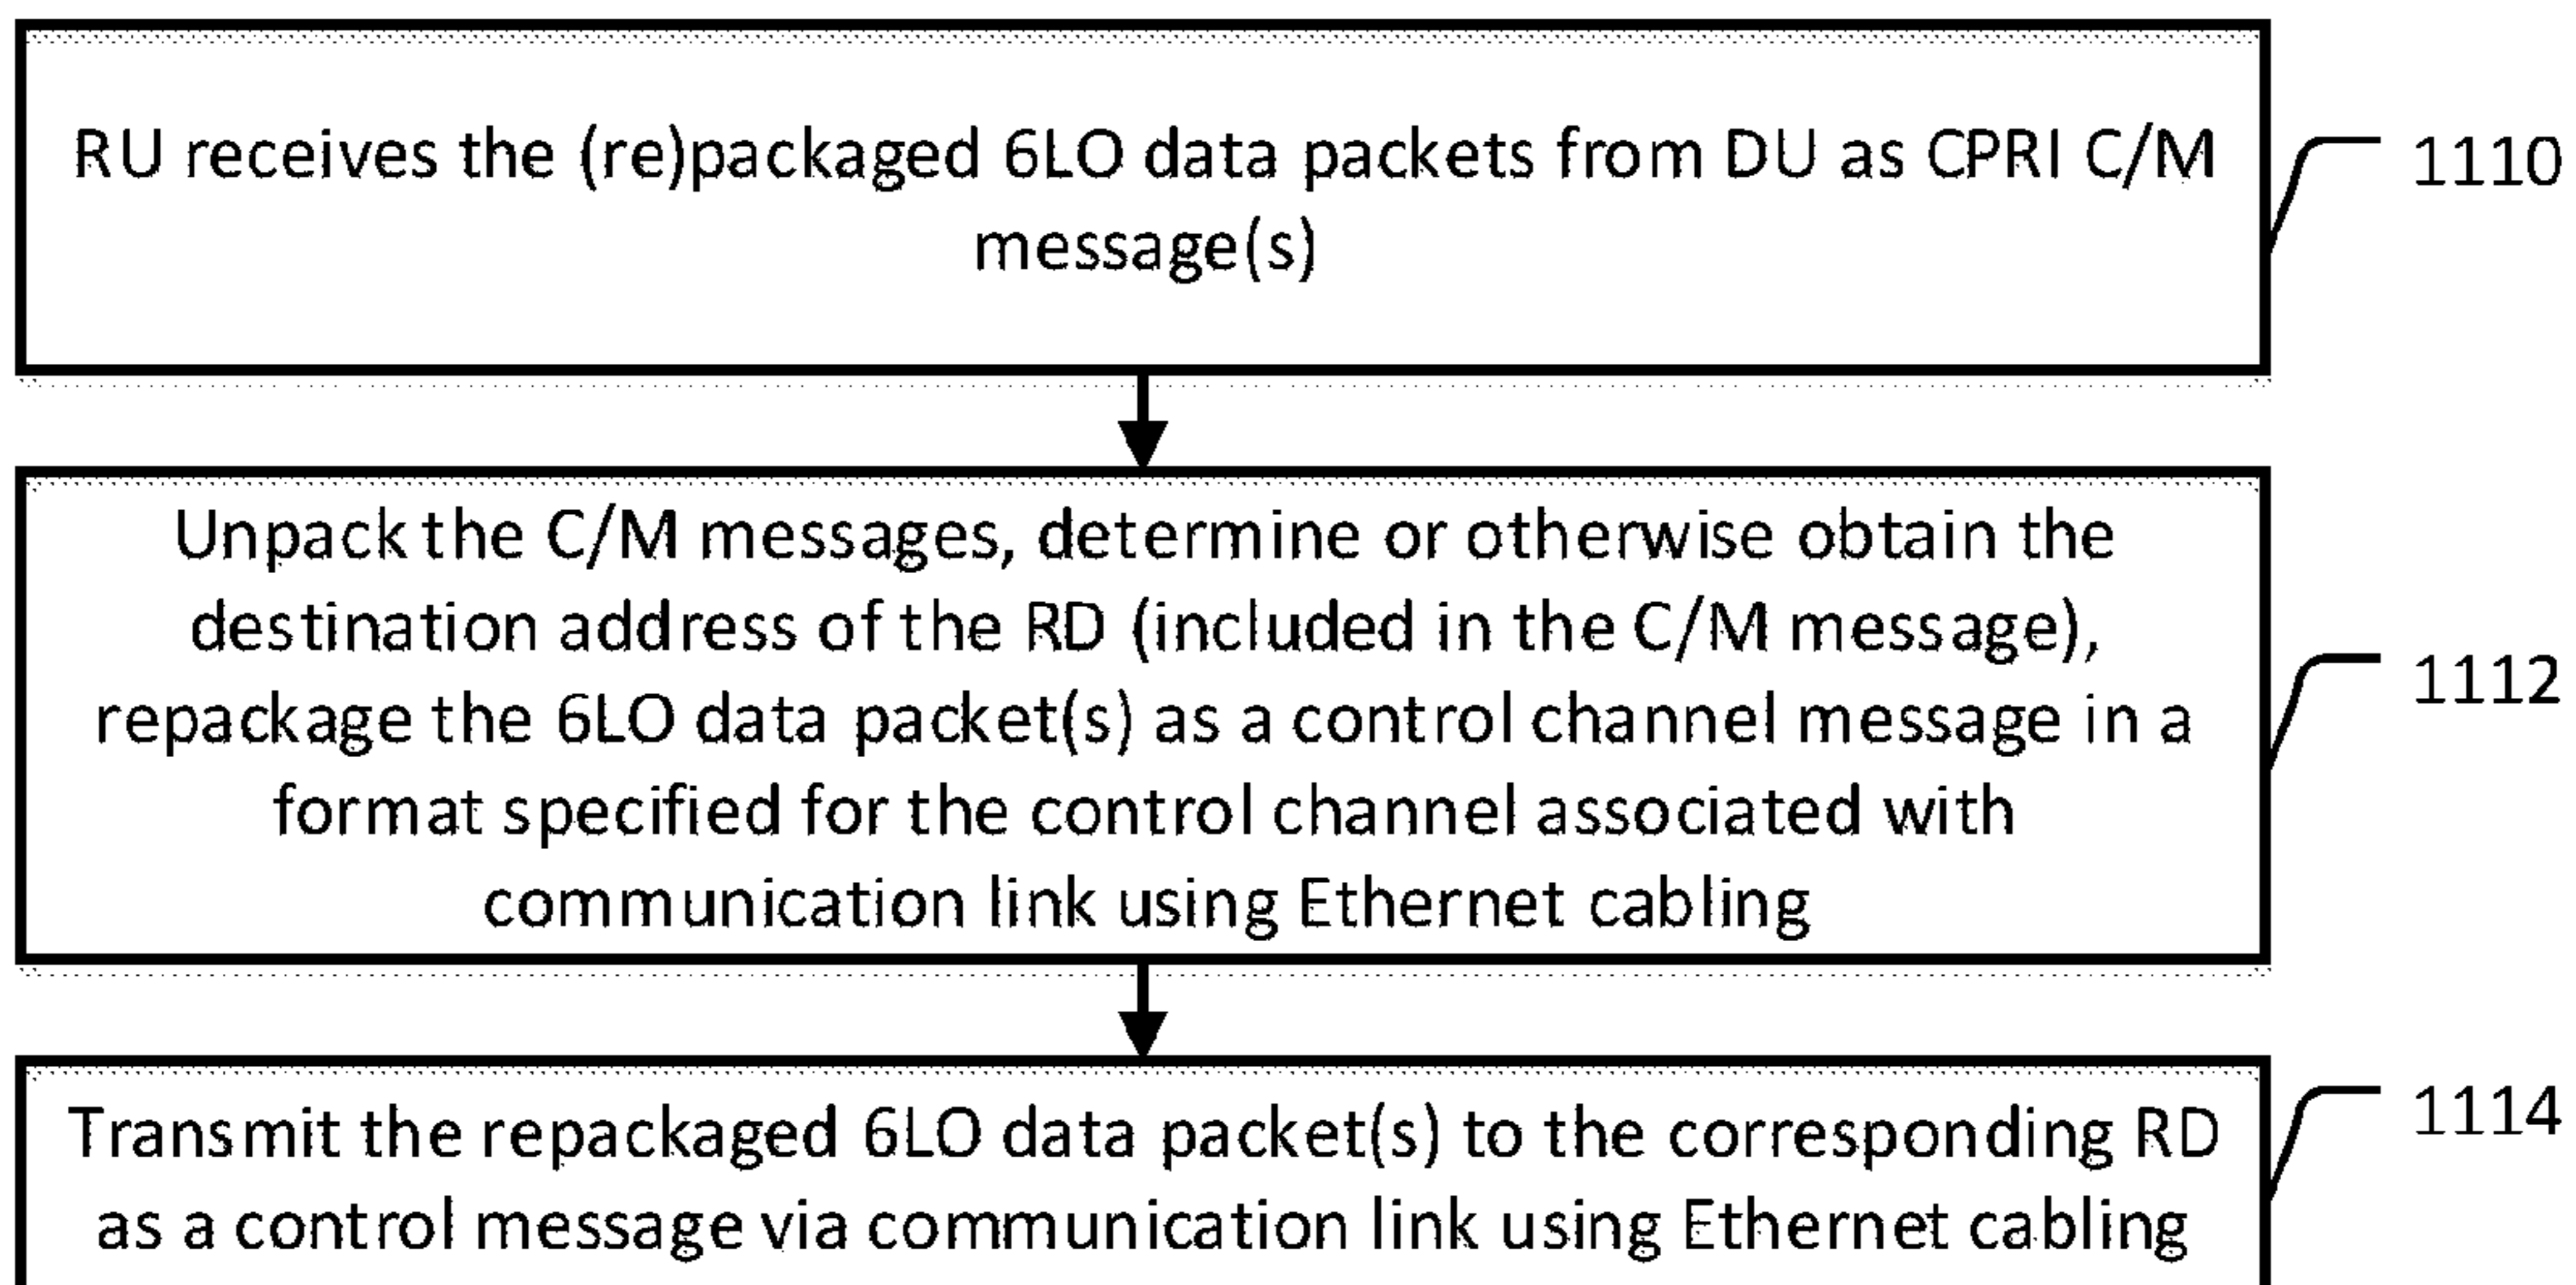 RU receives the (re)packaged 6LO data packets from DU as CPRI C/M
message(s)
1110
Unpack the C/M messages, determine or otherwise obtain the
destination address of the RD (included in the C/M message),
repackage the 6LO data packet(s) as a control channel message in a
format specified for the control channel associated with
communication link using Ethernet cabling
1112
Transmit the repackaged 6LO data packet(s) to the corresponding RD
as a control message via communication link using Ethernet cabling
1114